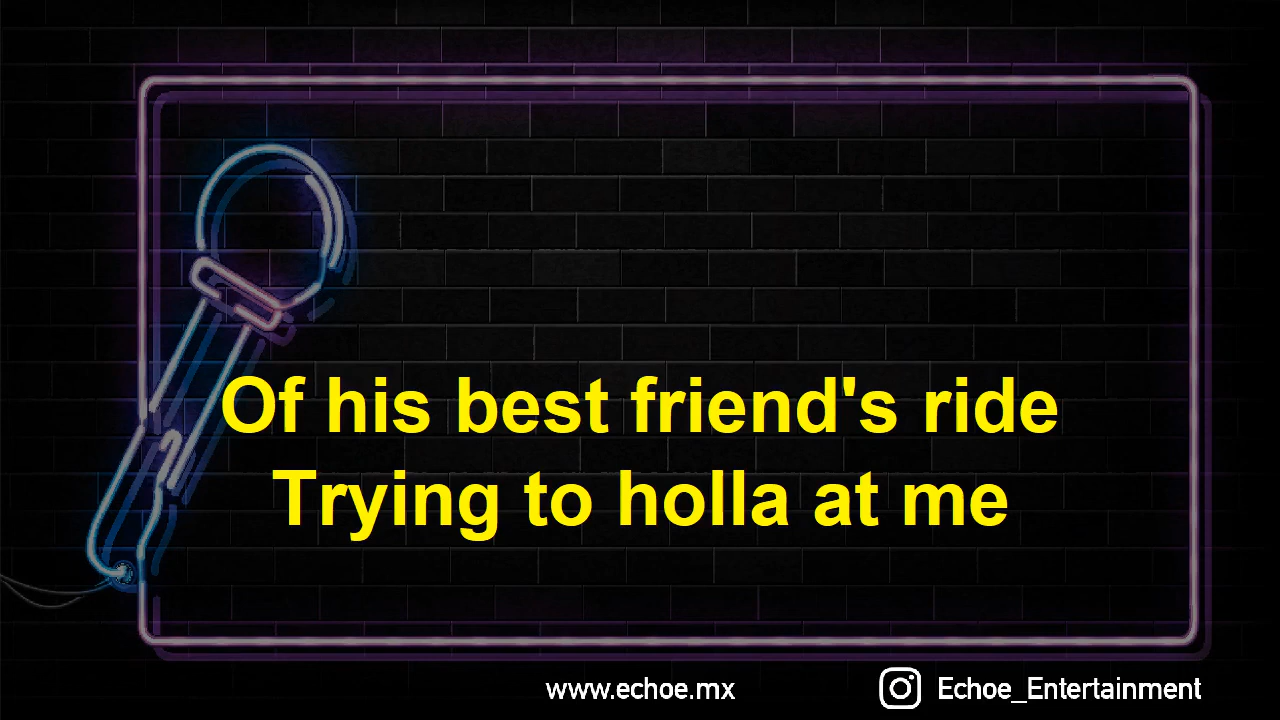 Of his best friend's ride
Trying to holla at me
www.echoe.mx
Echoe_Entertainment